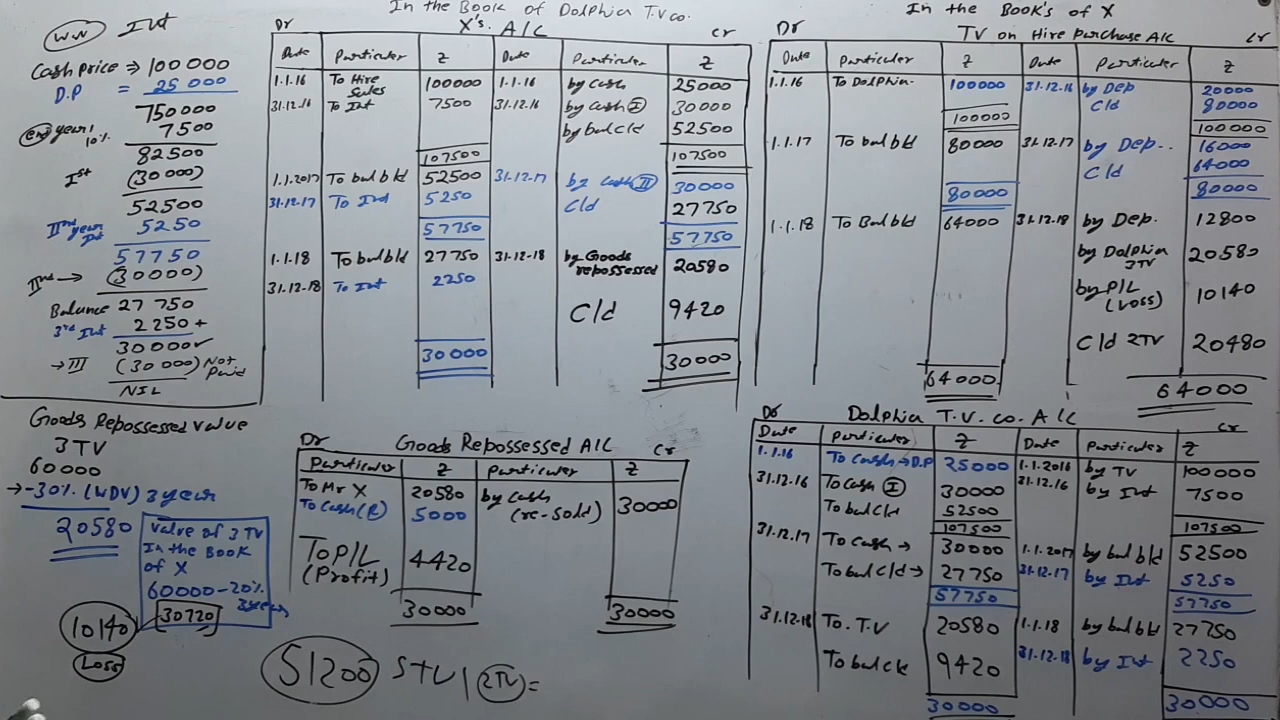 W.N Int
Cash price ⇒ 100 000
D.P = 25 000
750000
end year 1 10% 7500
82500
Ist (30000)
52500
IInd year Int 5250
57750
IInd → (30000)
Balance 27 750
3rd Int 2250 +
30000
→ III (30 000) Not Paid
NIL
Goods Repossessed value
3 TV
60000
→ -30% (WDV) 3 year
20580
value of 3 TV
In the Book
of X
60000 - 20%
3 years
30720
10140
Loss
In the Book of Dolphin T.V co.
Dr X's. A/C Cr
Date Particular Z Date Particular Z
1.1.16 To Hire Sales 100000 1.1.16 by Cash 25000
31.12.16 To Int 7500 31.12.16 by Cash I 30000
by bal c/d 52500
107500 107500
1.1.2017 To bal b/d 52500 31.12.17 by Cash II 30000
31.12.17 To Int 5250 C/d 27750
57750 57750
1.1.18 To bal b/d 27750 31-12-18 by Goods repossessed 20580
31.12.18 To Int 2250
C/d 9420
30 000 30000
In the Book's of X
Dr TV on Hire Purchase A/C Cr
Date Particular Z Date Particular Z
1.1.16 To Dolphin 100000 31.12.16 by Dep 20000
C/d 80000
100000 100000
1.1.17 To bal b/d 80000 31.12.17 by Dep.. 16000
C/d 64000
80000 80000
1.1.18 To Bal b/d 64000 31.12.18 by Dep. 12800
by Dolphin 3TV 20580
by P/L (Loss) 10140
C/d 2TV 20480
64000 64000
Dr Goods Repossessed A/C Cr
Particular Z Particular Z
To Mr X 20580 by Cash (re-sold) 30000
To Cash (R) 5000
To P/L (Profit) 4420
30000 30000
51200 5TV | 2TV =
Dr Dolphin T.V. co. A/C Cr
Date Particular Z Date Particular Z
1.1.16 To Cash → D.P 25000 1.1.2016 by TV 100000
31.12.16 To Cash I 30000 31.12.16 by Int 7500
To bal c/d 52500
107500 107500
31.12.17 To Cash → 30000 1.1.2017 by bal b/d 52500
To bal c/d → 27750 31.12.17 by Int 5250
57750 57750
31.12.18 To. T.V 20580 1.1.18 by bal b/d 27750
To bal c/d 9420 31.12.18 by Int 2250
30000 30000